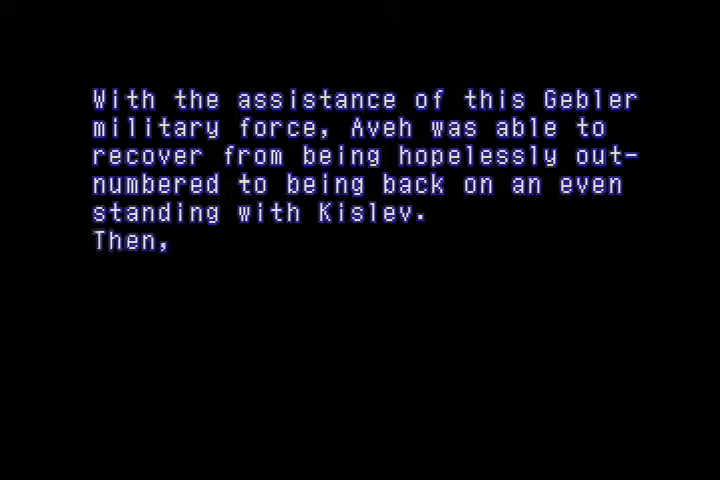 With the assistance of this Gebler
military force, Aveh was able to
recover from being hopelessly out-
numbered to being back on an even
standing with Kislev.
Then,